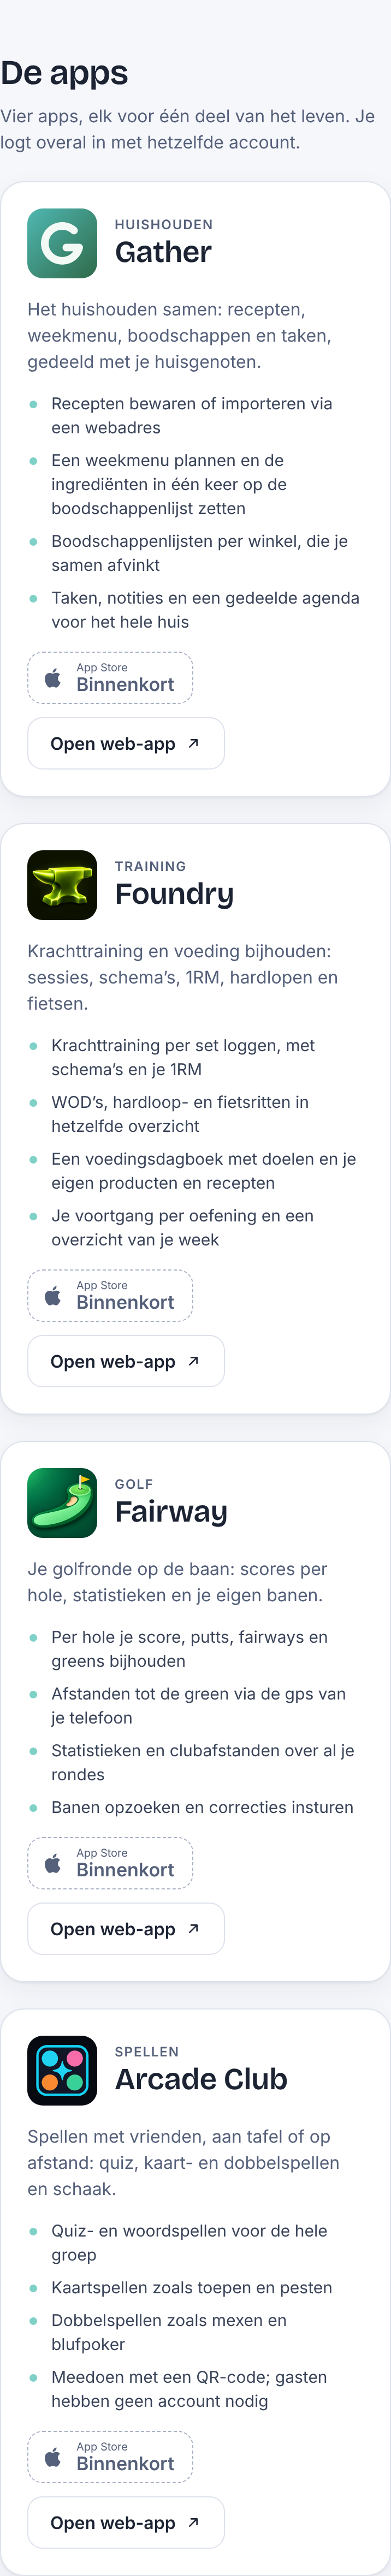 De apps
Vier apps, elk voor één deel van het leven. Je
logt overal in met hetzelfde account.
HUISHOUDEN
Gather
Het huishouden samen: recepten,
weekmenu, boodschappen en taken,
gedeeld met je huisgenoten.
Recepten bewaren of importeren via
een webadres
Een weekmenu plannen en de
ingrediënten in één keer op de
boodschappenlijst zetten
Boodschappenlijsten per winkel, die je
samen afvinkt
Taken, notities en een gedeelde agenda
voor het hele huis
App Store
Binnenkort
Open web-app ↗
TRAINING
Foundry
Krachttraining en voeding bijhouden:
sessies, schema’s, 1RM, hardlopen en
fietsen.
Krachttraining per set loggen, met
schema’s en je 1RM
WOD’s, hardloop- en fietsritten in
hetzelfde overzicht
Een voedingsdagboek met doelen en je
eigen producten en recepten
Je voortgang per oefening en een
overzicht van je week
App Store
Binnenkort
Open web-app ↗
GOLF
Fairway
Je golfronde op de baan: scores per
hole, statistieken en je eigen banen.
Per hole je score, putts, fairways en
greens bijhouden
Afstanden tot de green via de gps van
je telefoon
Statistieken en clubafstanden over al je
rondes
Banen opzoeken en correcties insturen
App Store
Binnenkort
Open web-app ↗
SPELLEN
Arcade Club
Spellen met vrienden, aan tafel of op
afstand: quiz, kaart- en dobbelspellen
en schaak.
Quiz- en woordspellen voor de hele
groep
Kaartspellen zoals toepen en pesten
Dobbelspellen zoals mexen en
blufpoker
Meedoen met een QR-code; gasten
hebben geen account nodig
App Store
Binnenkort
Open web-app ↗